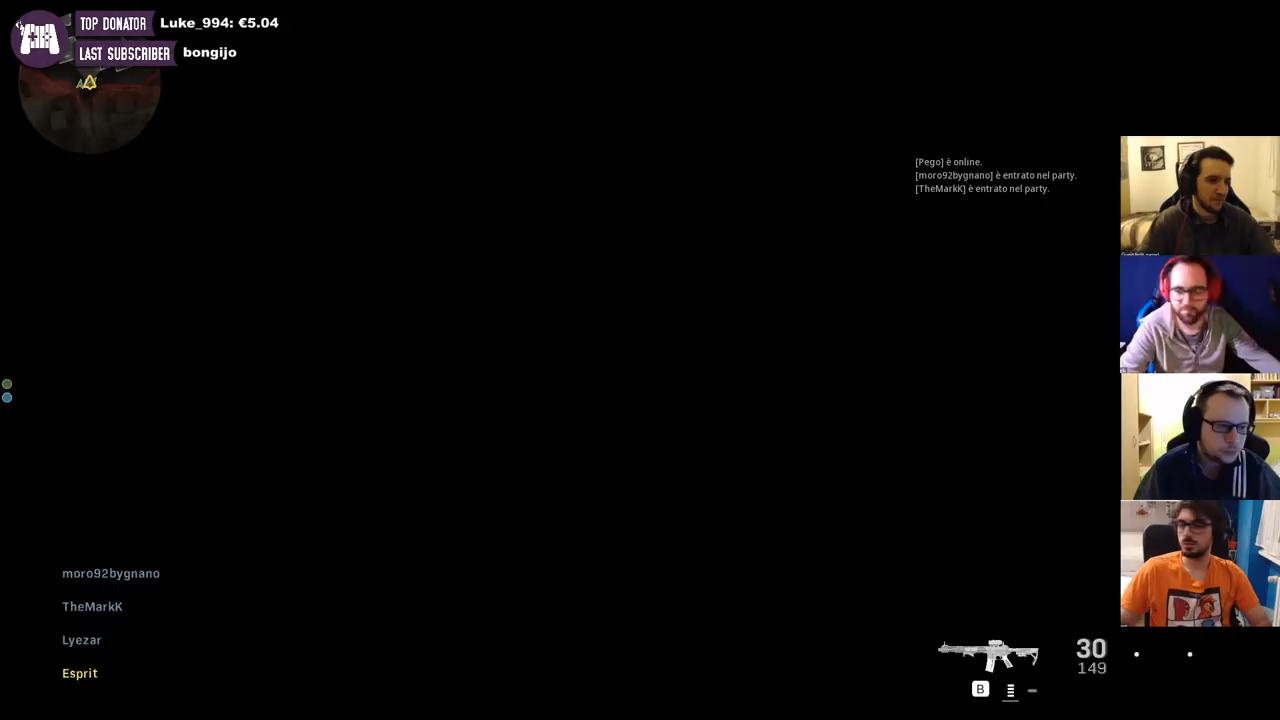 TOP DONATOR Luke_994: €5.04
LAST SUBSCRIBER bongijo
[Pego] è online.
[moro92bygnano] è entrato nel party.
[TheMarkK] è entrato nel party.
moro92bygnano
TheMarkK
Lyezar
Esprit
30
149
B